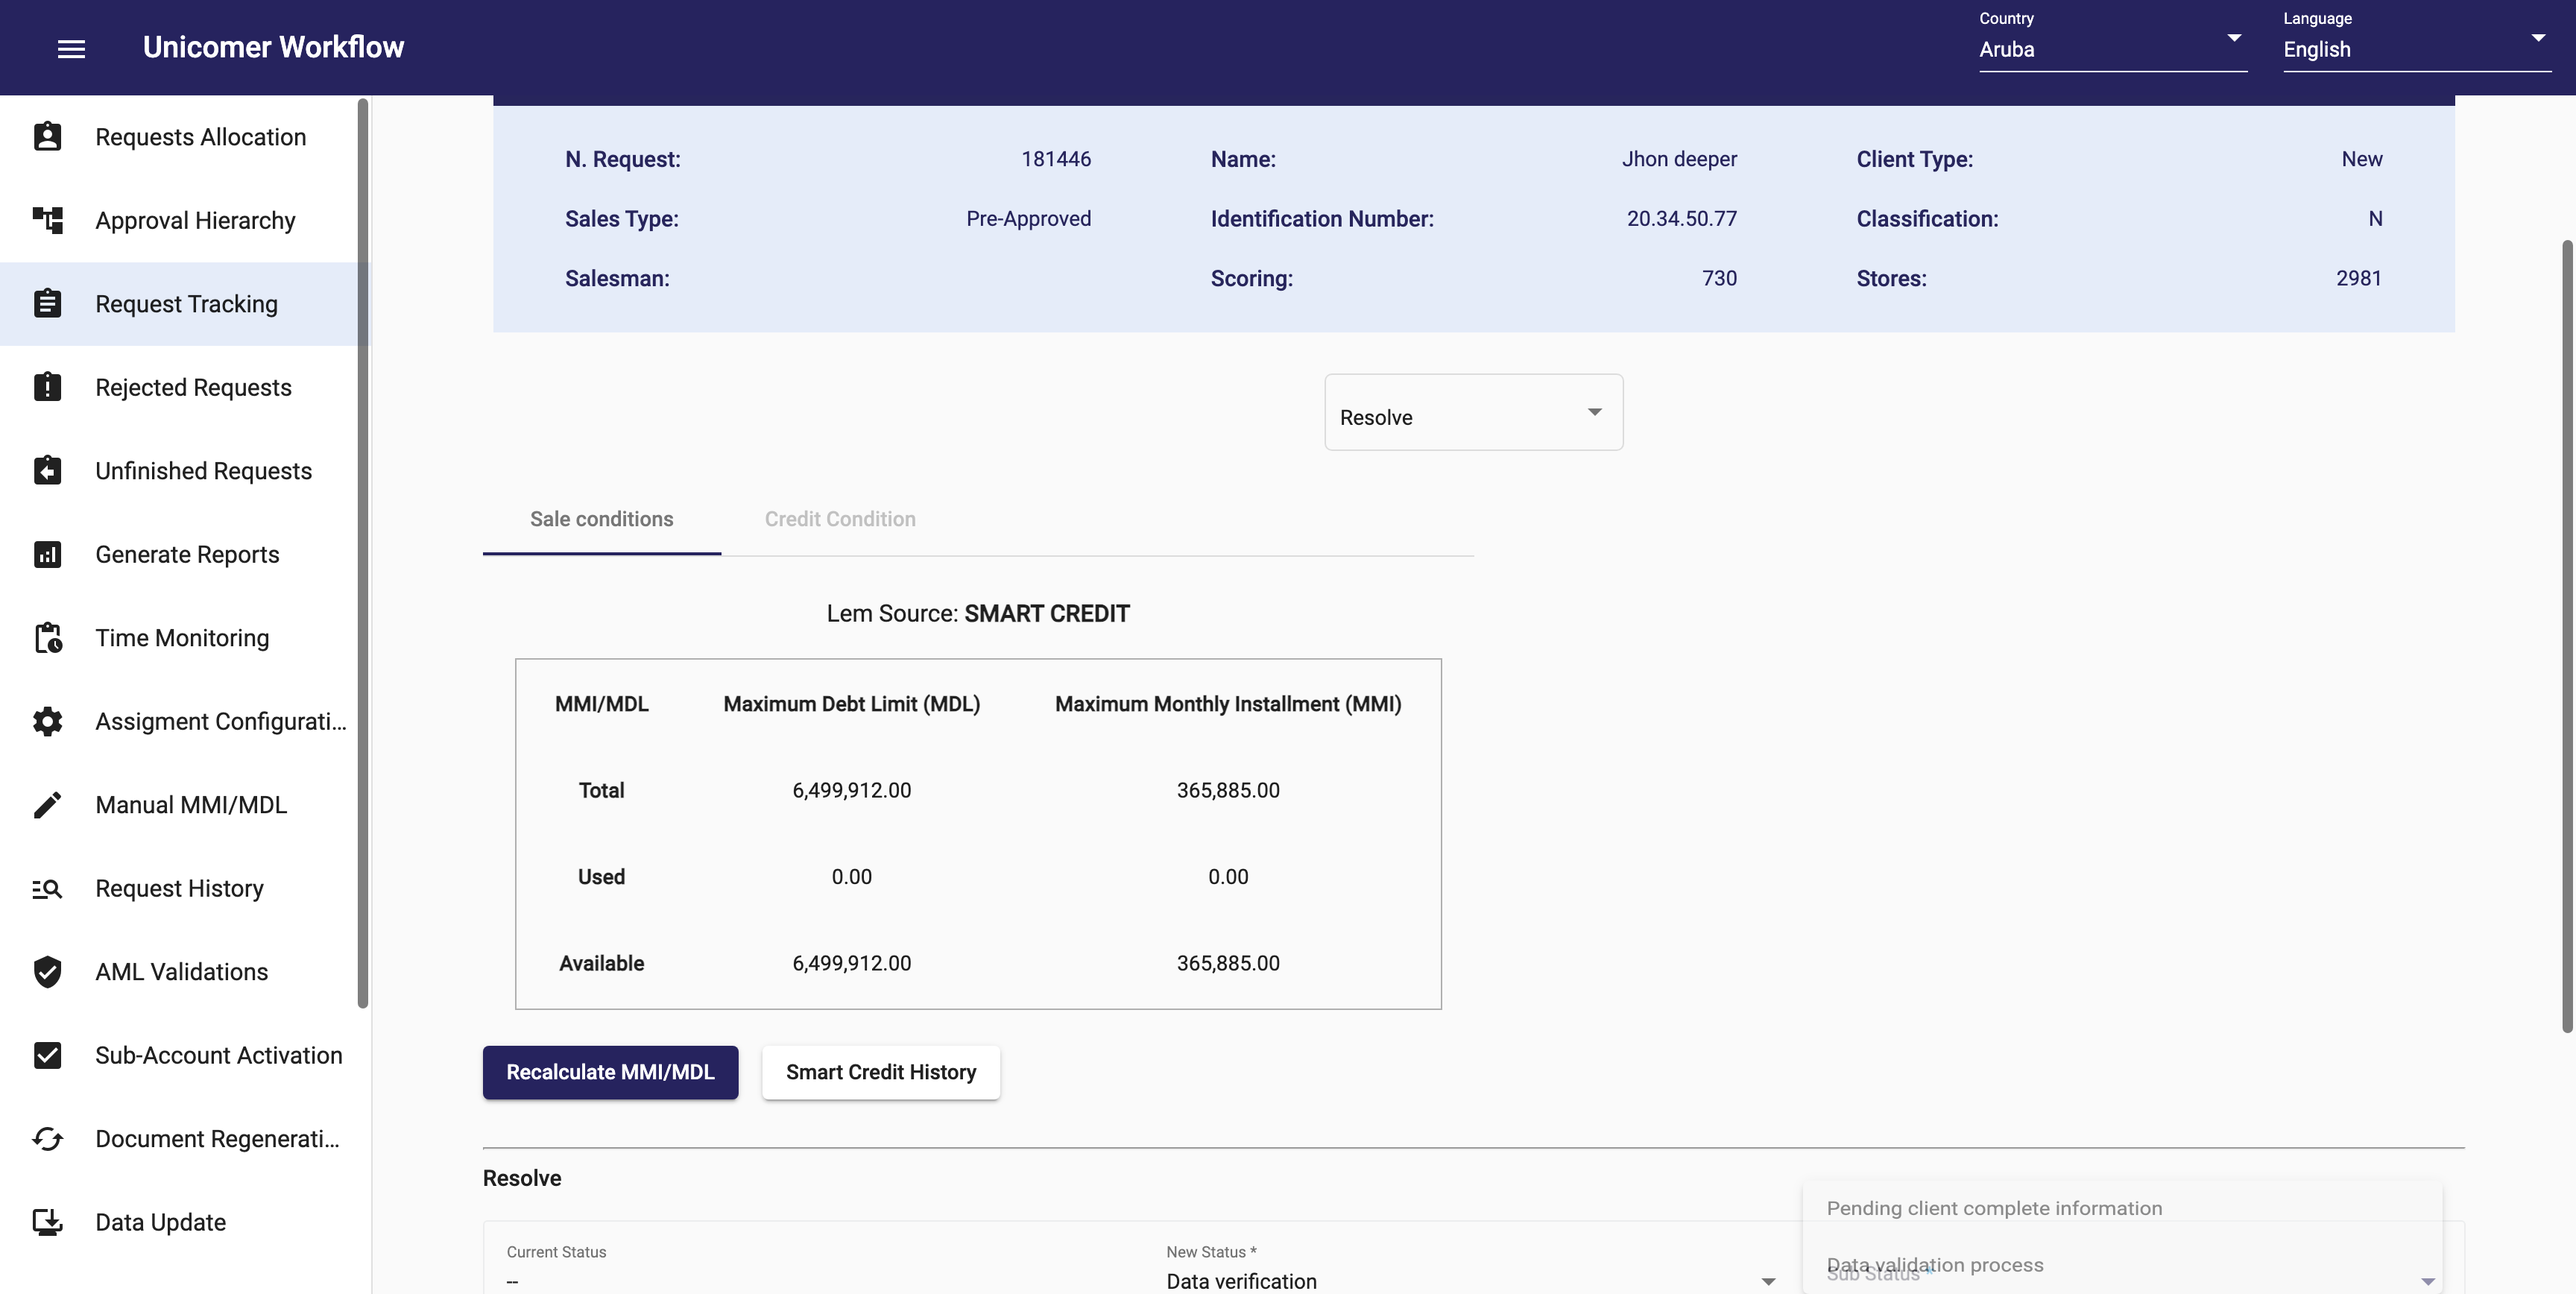 Unicomer Workflow
Country
Aruba
Language
English
Requests Allocation
Approval Hierarchy
Request Tracking
Rejected Requests
Unfinished Requests
Generate Reports
Time Monitoring
Assigment Configurati...
Manual MMI/MDL
Request History
AML Validations
Sub-Account Activation
Document Regenerati...
Data Update
N. Request: 181446 Name: Jhon deeper Client Type: New
Sales Type: Pre-Approved Identification Number: 20.34.50.77 Classification: N
Salesman: Scoring: 730 Stores: 2981
Resolve
Sale conditions Credit Condition
Lem Source: SMART CREDIT
MMI/MDL Maximum Debt Limit (MDL) Maximum Monthly Installment (MMI)
Total 6,499,912.00 365,885.00
Used 0.00 0.00
Available 6,499,912.00 365,885.00
Recalculate MMI/MDL Smart Credit History
Resolve
Current Status
--
New Status *
Data verification
Pending client complete information
Data validation process
Sub Status *